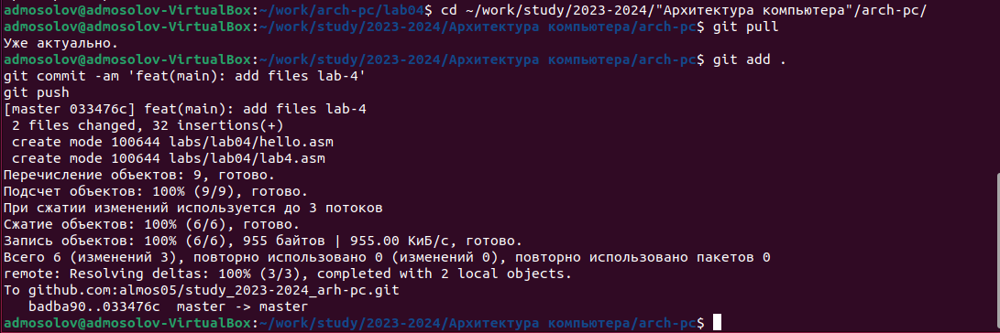 admosolov@admosolov-VirtualBox:~/work/arch-pc/lab04$ cd ~/work/study/2023-2024/"Архитектура компьютера"/arch-pc/
admosolov@admosolov-VirtualBox:~/work/study/2023-2024/Архитектура компьютера/arch-pc$ git pull
Уже актуально.
admosolov@admosolov-VirtualBox:~/work/study/2023-2024/Архитектура компьютера/arch-pc$ git add .
git commit -am 'feat(main): add files lab-4'
git push
[master 033476c] feat(main): add files lab-4
 2 files changed, 32 insertions(+)
 create mode 100644 labs/lab04/hello.asm
 create mode 100644 labs/lab04/lab4.asm
Перечисление объектов: 9, готово.
Подсчет объектов: 100% (9/9), готово.
При сжатии изменений используется до 3 потоков
Сжатие объектов: 100% (6/6), готово.
Запись объектов: 100% (6/6), 955 байтов | 955.00 КиБ/с, готово.
Всего 6 (изменений 3), повторно использовано 0 (изменений 0), повторно использовано пакетов 0
remote: Resolving deltas: 100% (3/3), completed with 2 local objects.
To github.com:almos05/study_2023-2024_arh-pc.git
   badba90..033476c  master -> master
admosolov@admosolov-VirtualBox:~/work/study/2023-2024/Архитектура компьютера/arch-pc$